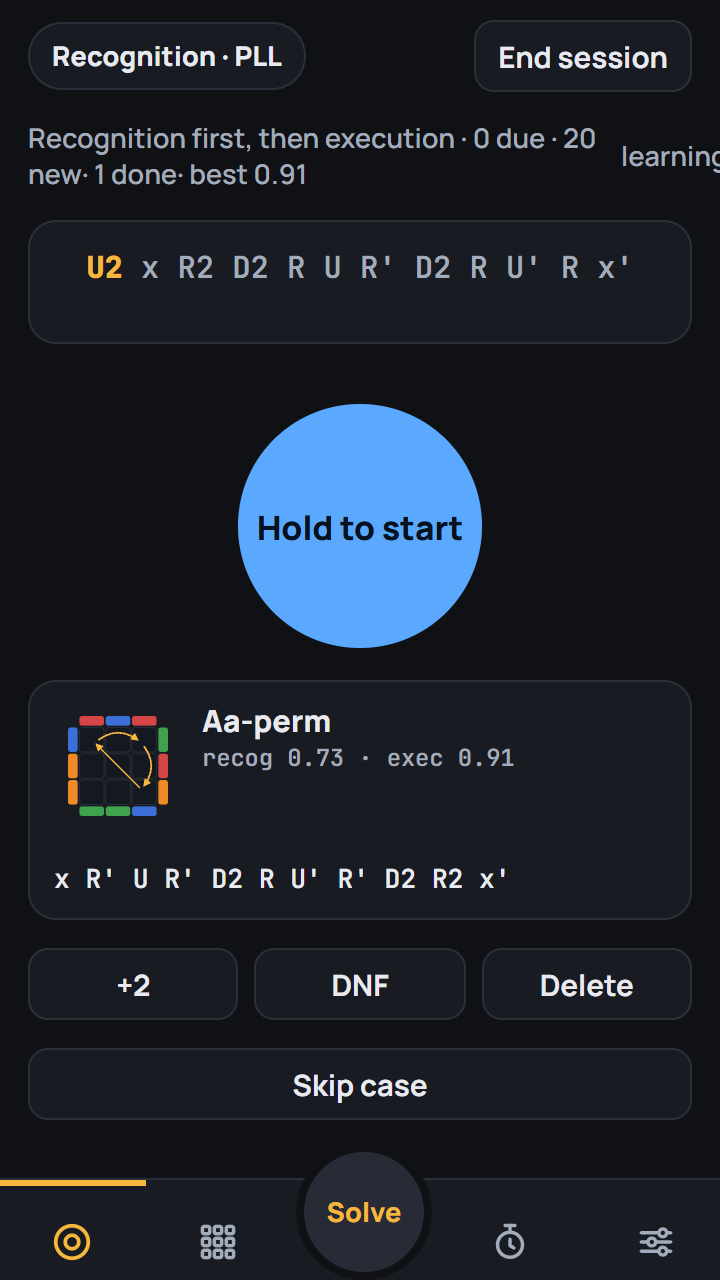 Recognition · PLL
End session
Recognition first, then execution · 0 due · 20
new· 1 done· best 0.91
learning
U2 x R2 D2 R U R' D2 R U' R x'
Hold to start
Aa-perm
recog 0.73 · exec 0.91
x R' U R' D2 R U' R' D2 R2 x'
+2
DNF
Delete
Skip case
Solve